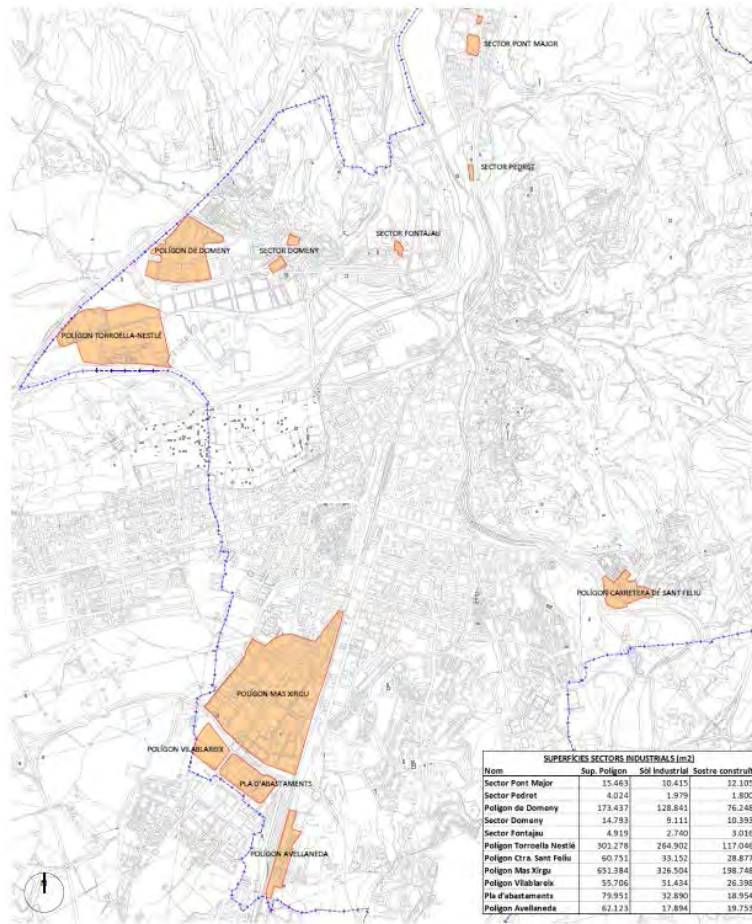 SECTOR PONT MAJOR
SECTOR PEDRET
SECTOR FONTAJAU
POLÍGON DE DOMENY
SECTOR DOMENY
POLÍGON TORROELLA-NESTLÉ
POLÍGON CARRETERA DE SANT FELIU
POLÍGON MAS XIRGU
POLÍGON VILABLAREIX
PLA D'ABASTAMENTS
POLÍGON AVELLANEDA
SUPERFÍCIES SECTORS INDUSTRIALS (m2)
Nom Sup. Polígon Sòl Industrial Sostre construït
Sector Pont Major 15.463 10.415 12.105
Sector Pedret 4.024 1.979 1.800
Polígon de Domeny 173.437 128.841 76.248
Sector Domeny 14.793 9.111 10.393
Sector Fontajau 4.919 2.740 3.016
Polígon Torroella Nestlé 301.278 264.902 117.046
Polígon Ctra. Sant Feliu 60.751 33.152 28.877
Polígon Mas Xirgu 651.384 326.504 198.748
Polígon Vilablareix 55.706 51.434 26.398
Pla d'abastaments 79.951 32.890 18.954
Polígon Avellaneda 62.123 17.894 19.757